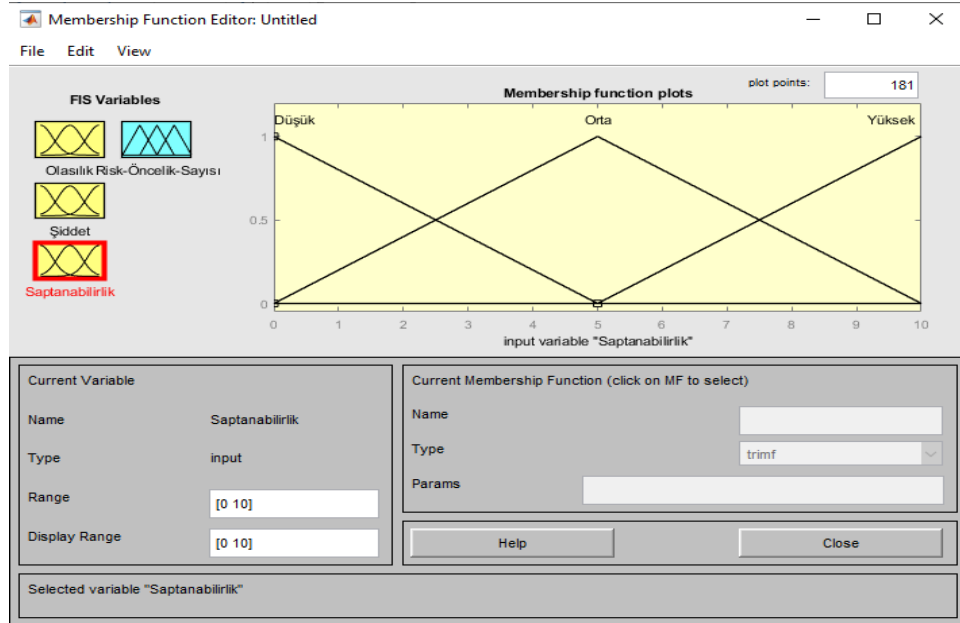 Membership Function Editor: Untitled
File Edit View
FIS Variables
Olasılık Risk-Öncelik-Sayısı
Şiddet
Saptanabilirlik
Membership function plots
plot points:
181
Düşük Orta Yüksek
1
0.5
0
0 1 2 3 4 5 6 7 8 9 10
input variable "Saptanabilirlik"
Current Variable
Name Saptanabilirlik
Type input
Range [0 10]
Display Range [0 10]
Current Membership Function (click on MF to select)
Name
Type trimf
Params
Help Close
Selected variable "Saptanabilirlik"